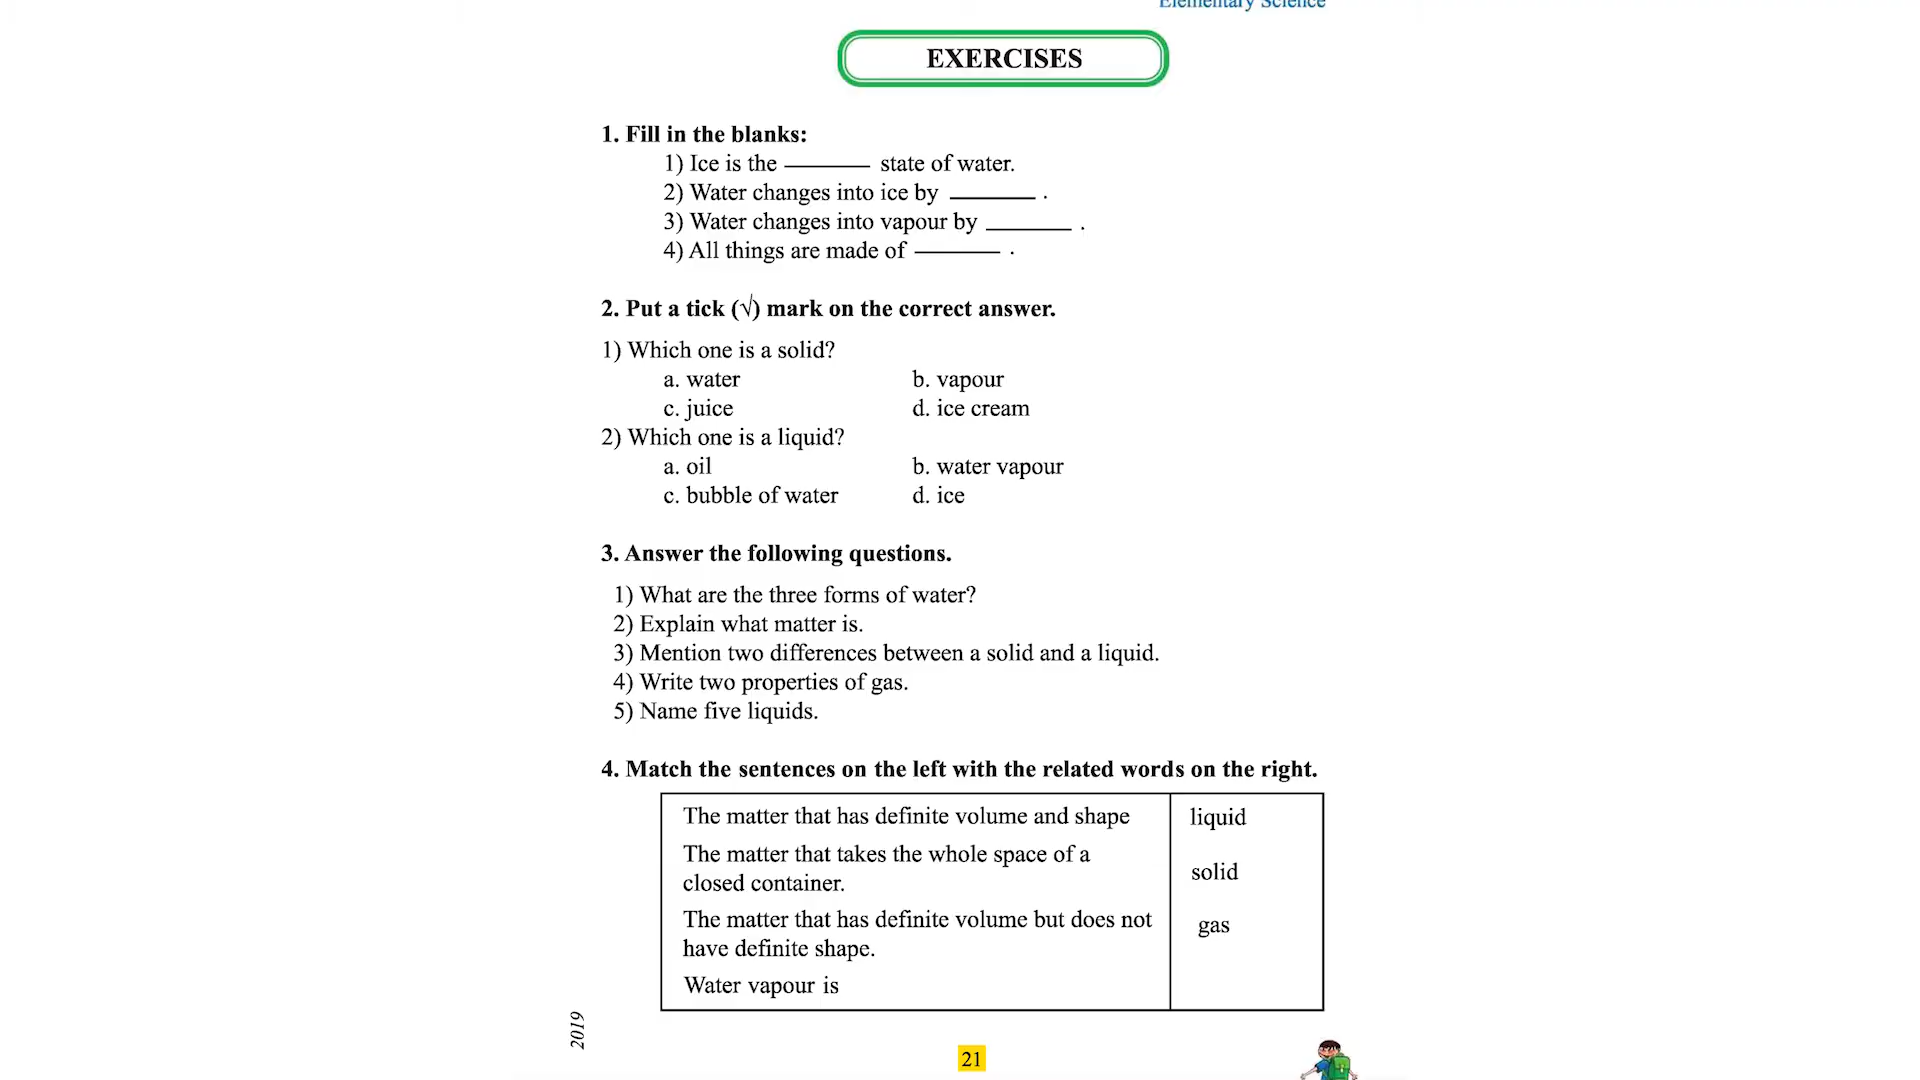 Elementary Science
EXERCISES
1. Fill in the blanks:
1) Ice is the ______ state of water.
2) Water changes into ice by ______ .
3) Water changes into vapour by ______ .
4) All things are made of ______ .
2. Put a tick (√) mark on the correct answer.
1) Which one is a solid?
a. water b. vapour
c. juice d. ice cream
2) Which one is a liquid?
a. oil b. water vapour
c. bubble of water d. ice
3. Answer the following questions.
1) What are the three forms of water?
2) Explain what matter is.
3) Mention two differences between a solid and a liquid.
4) Write two properties of gas.
5) Name five liquids.
4. Match the sentences on the left with the related words on the right.
The matter that has definite volume and shape
The matter that takes the whole space of a
closed container.
The matter that has definite volume but does not
have definite shape.
Water vapour is
liquid
solid
gas
2019
21